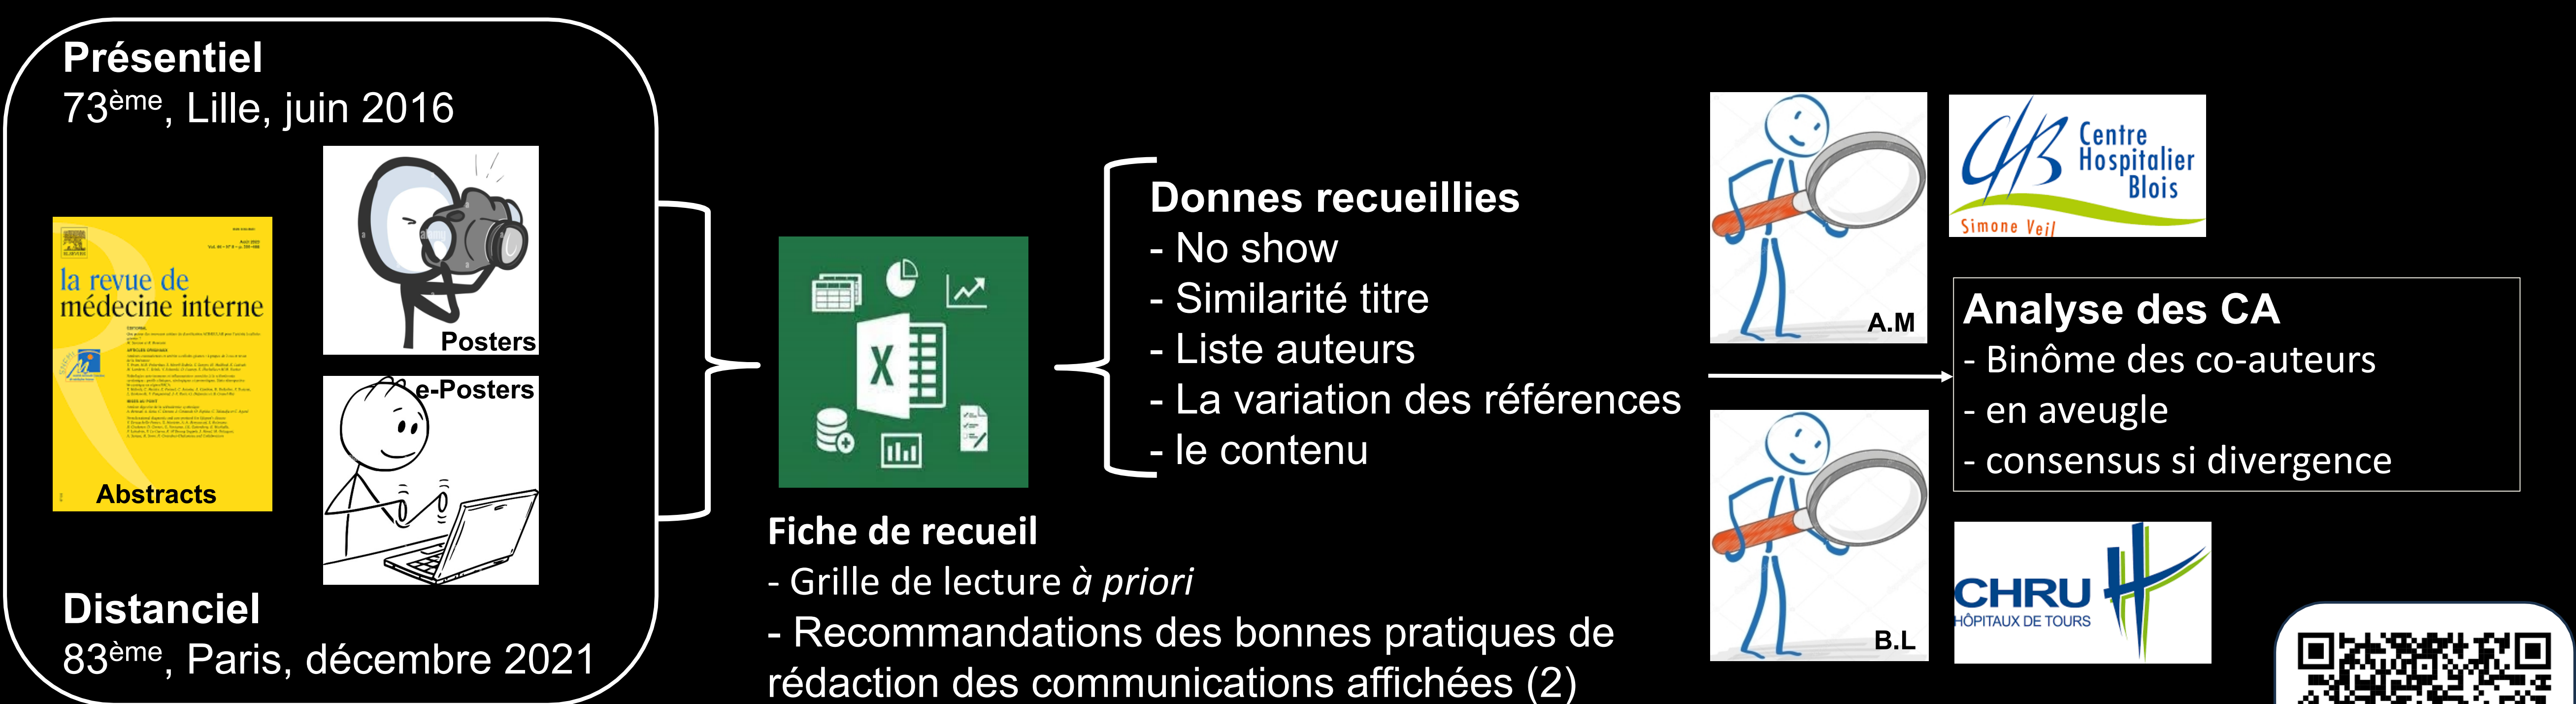 Présentiel
73ème, Lille, juin 2016
Posters
la revue de
médecine interne
Abstracts
e-Posters
Distanciel
83ème, Paris, décembre 2021
X
Fiche de recueil
- Grille de lecture à priori
- Recommandations des bonnes pratiques de
rédaction des communications affichées (2)
Donnes recueillies
- No show
- Similarité titre
- Liste auteurs
- La variation des références
- le contenu
A.M
B.L
CHB
Centre
Hospitalier
Blois
Simone Veil
Analyse des CA
- Binôme des co-auteurs
- en aveugle
- consensus si divergence
CHRU
HÔPITAUX DE TOURS